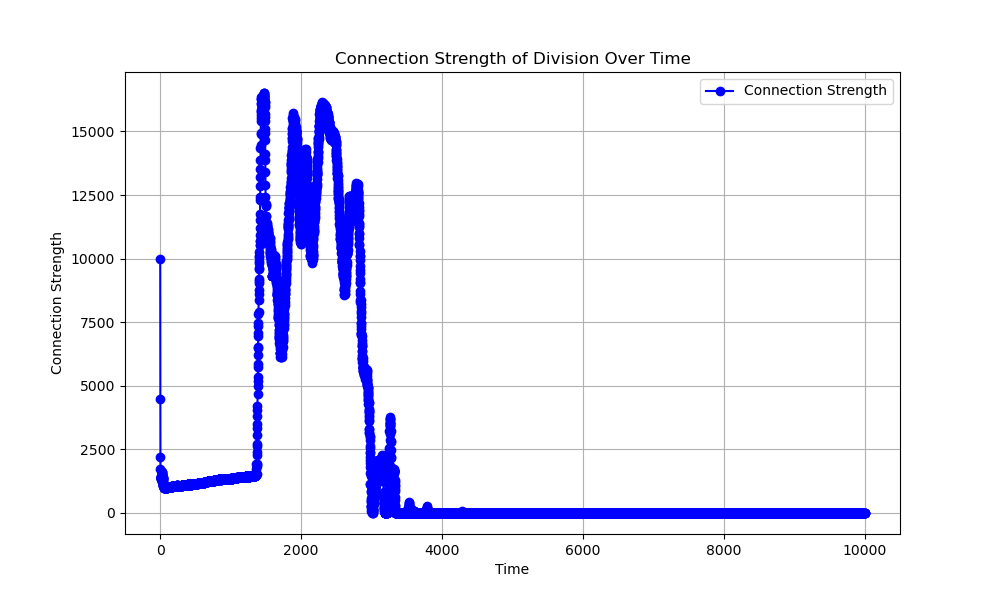 Connection Strength of Division Over Time
Connection Strength
Connection Strength
15000
12500
10000
7500
5000
2500
0
0 2000 4000 6000 8000 10000
Time